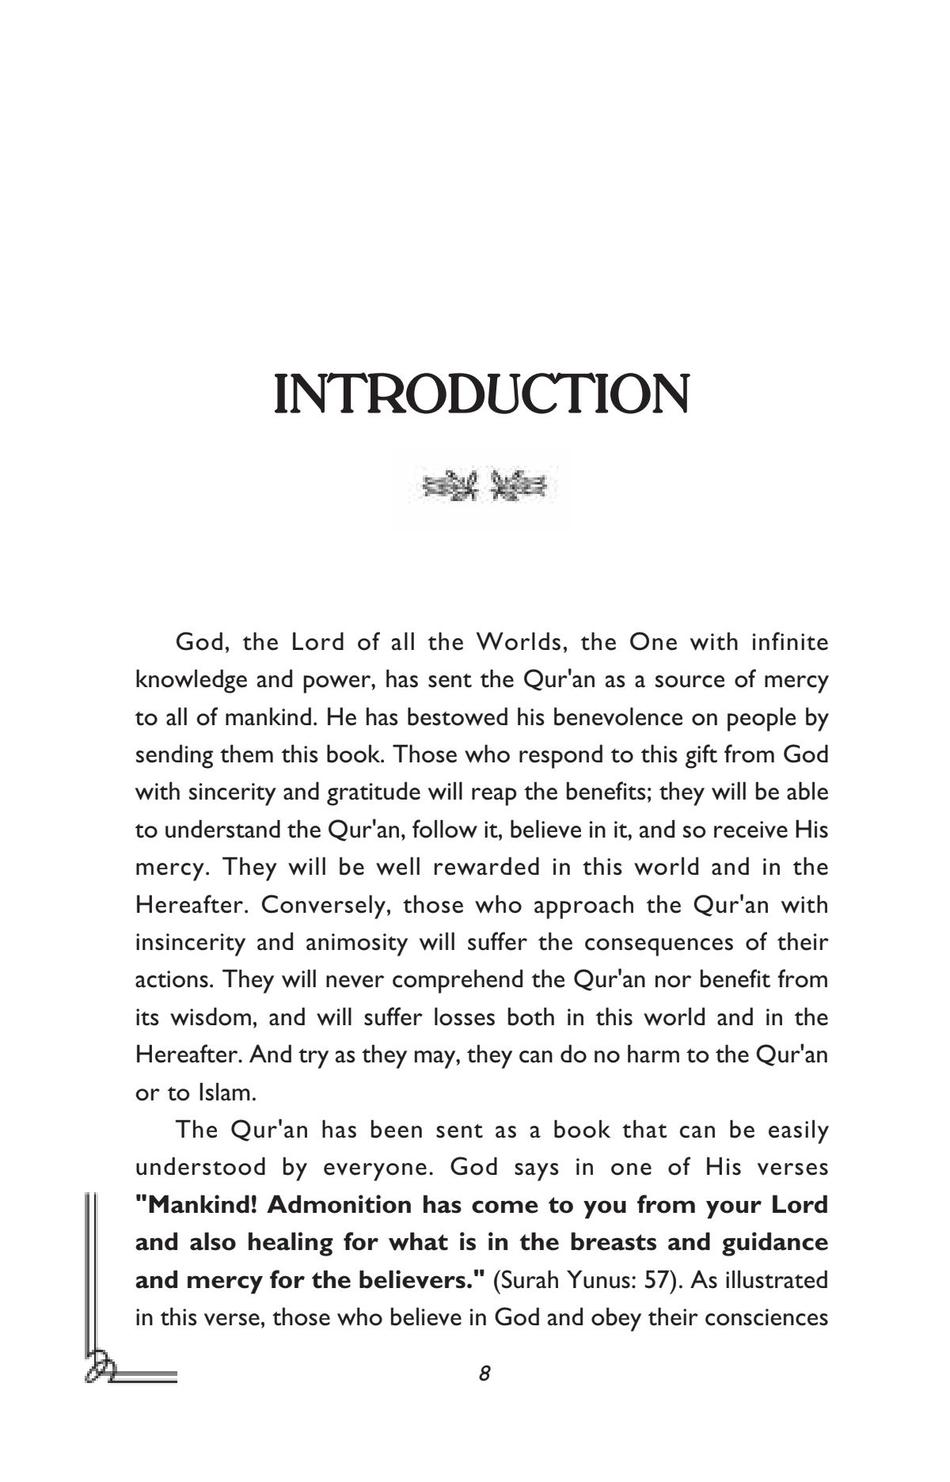 INTRODUCTION
God, the Lord of all the Worlds, the One with infinite
knowledge and power, has sent the Qur'an as a source of mercy
to all of mankind. He has bestowed his benevolence on people by
sending them this book. Those who respond to this gift from God
with sincerity and gratitude will reap the benefits; they will be able
to understand the Qur'an, follow it, believe in it, and so receive His
mercy. They will be well rewarded in this world and in the
Hereafter. Conversely, those who approach the Qur'an with
insincerity and animosity will suffer the consequences of their
actions. They will never comprehend the Qur'an nor benefit from
its wisdom, and will suffer losses both in this world and in the
Hereafter. And try as they may, they can do no harm to the Qur'an
or to Islam.
The Qur'an has been sent as a book that can be easily
understood by everyone. God says in one of His verses
"Mankind! Admonition has come to you from your Lord
and also healing for what is in the breasts and guidance
and mercy for the believers." (Surah Yunus: 57). As illustrated
in this verse, those who believe in God and obey their consciences
8